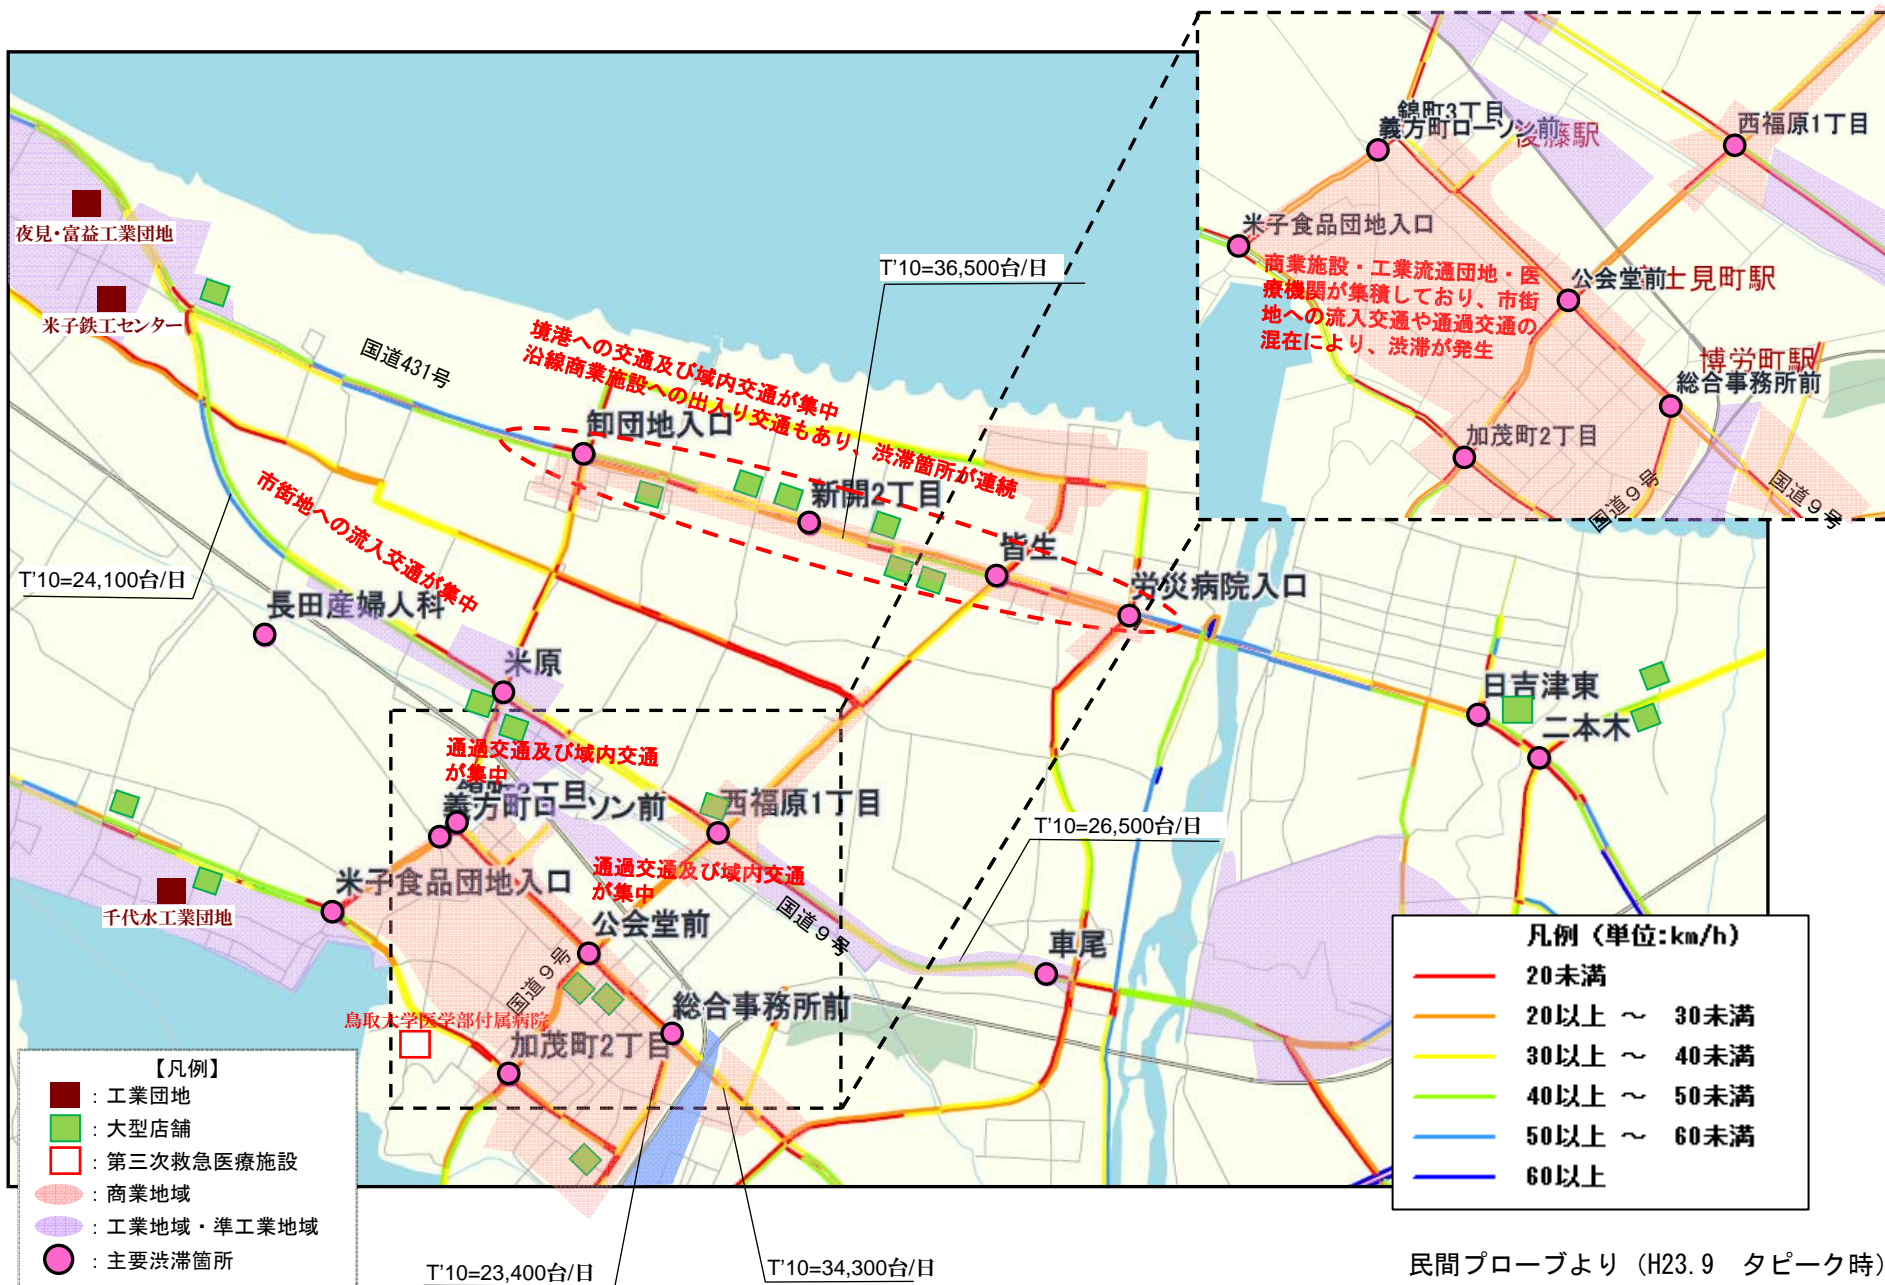 錦町3丁目
義方町ローソン前
後藤駅
西福原1丁目
米子食品団地入口
商業施設・工業流通団地・医
療機関が集積しており、市街
地への流入交通や通過交通の
混在により、渋滞が発生
公会堂前
士見町駅
博労町駅
総合事務所前
加茂町2丁目
国道9号
国道9号
夜見・富益工業団地
米子鉄工センター
国道431号
T'10=36,500台/日
境港への交通及び域内交通が集中
沿線商業施設への出入り交通もあり、渋滞箇所が連続
卸団地入口
新開2丁目
皆生
労災病院入口
市街地への流入交通が集中
T'10=24,100台/日
長田産婦人科
米原
日吉津東
二本木
通過交通及び域内交通
が集中
義方町ローソン前
西福原1丁目
T'10=26,500台/日
通過交通及び域内交通
が集中
米子食品団地入口
千代水工業団地
国道9号
公会堂前
車尾
国道9号
総合事務所前
鳥取大学医学部付属病院
加茂町2丁目
【凡例】
：工業団地
：大型店舗
：第三次救急医療施設
：商業地域
：工業地域・準工業地域
：主要渋滞箇所
T'10=23,400台/日
T'10=34,300台/日
凡例（単位:km/h）
20未満
20以上 ～ 30未満
30以上 ～ 40未満
40以上 ～ 50未満
50以上 ～ 60未満
60以上
民間プローブより（H23.9　夕ピーク時）